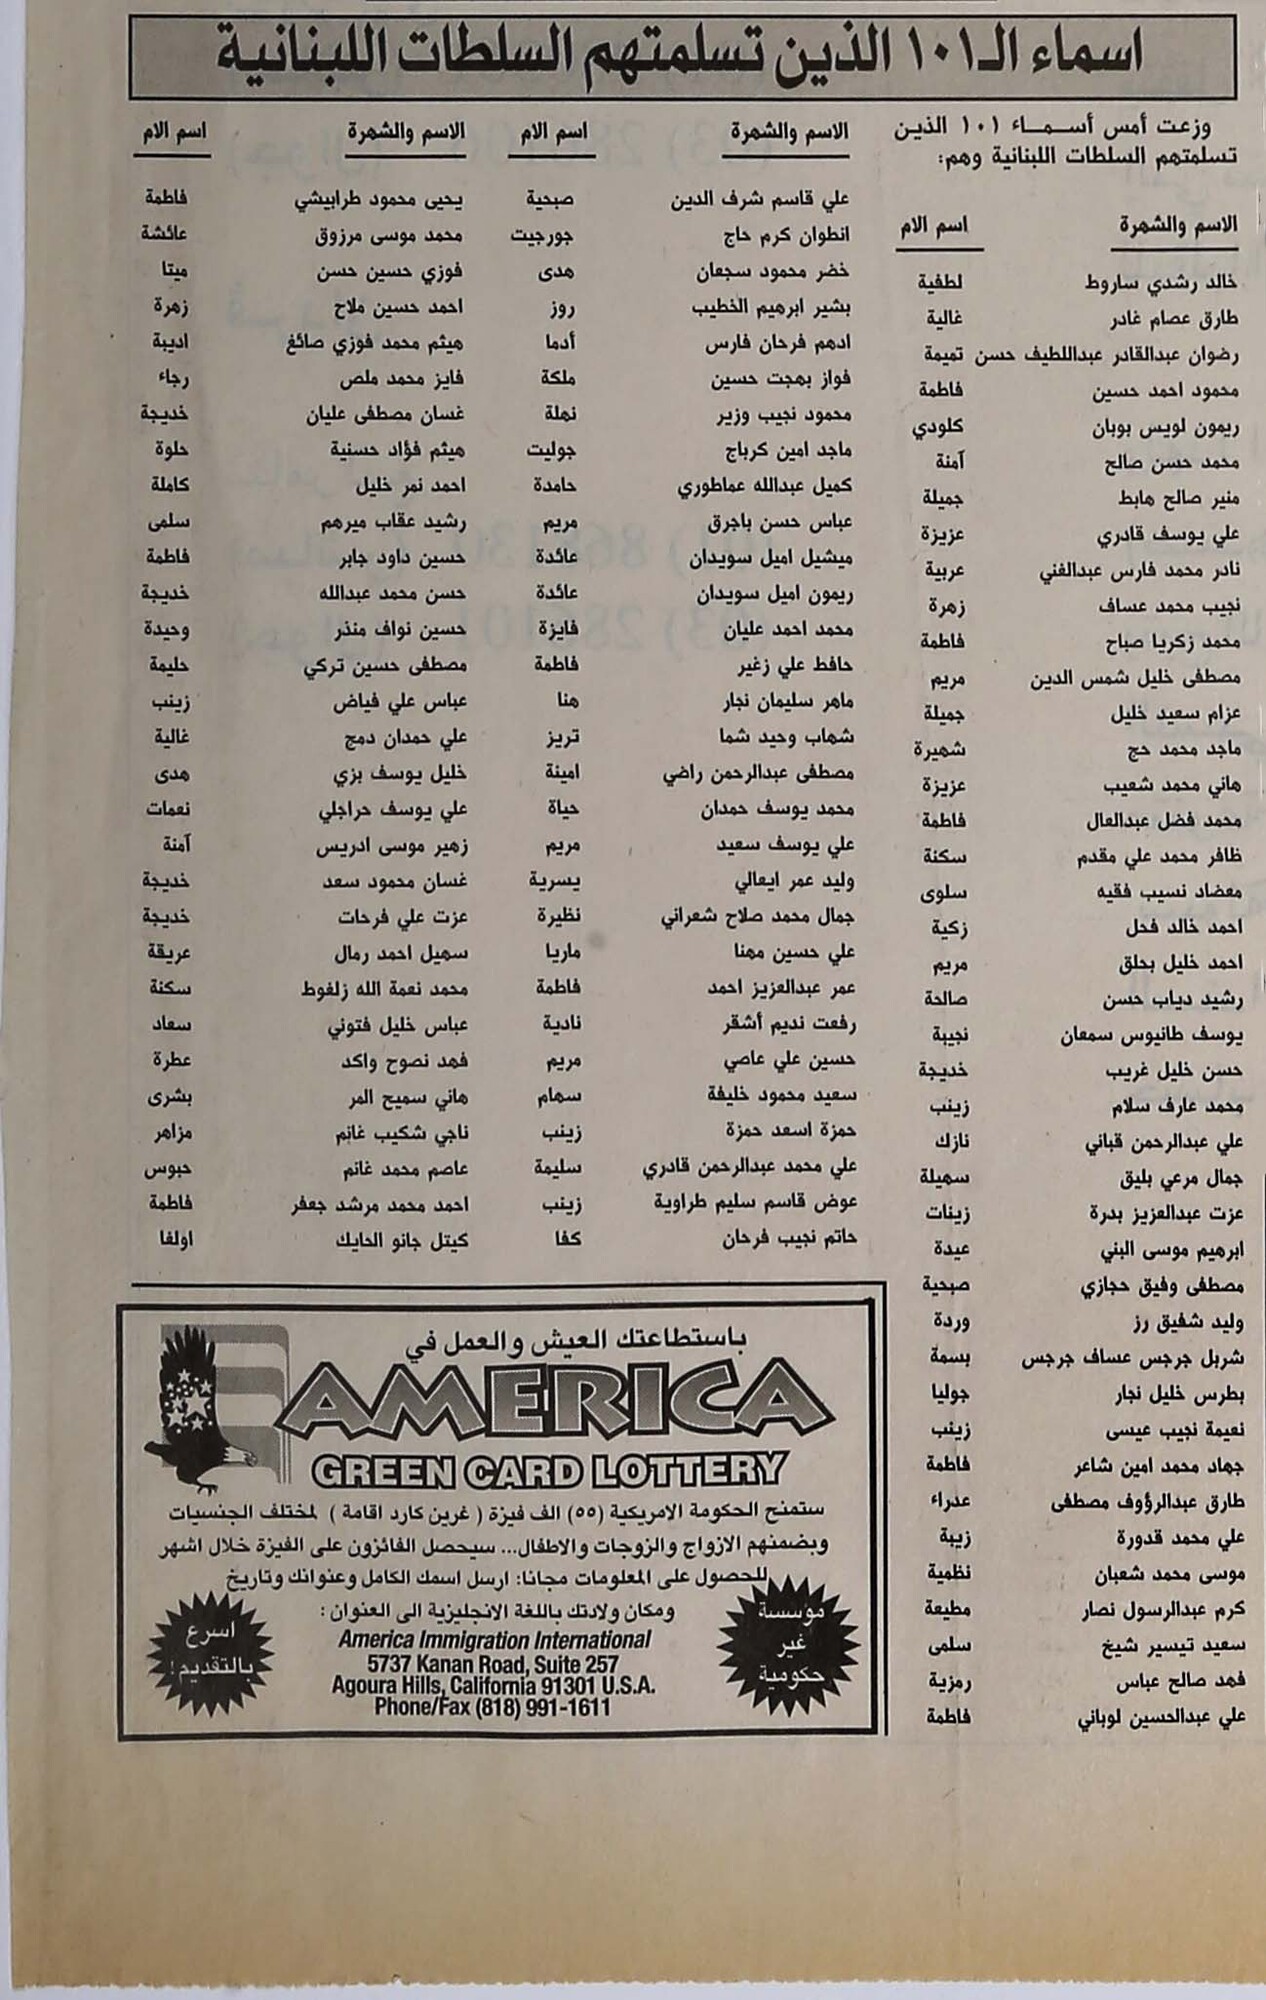 اسماء الـ ١٠١ الذين تسلمتهم السلطات اللبنانية
وزعت أمس أسماء ١٠١ الذين
تسلمتهم السلطات اللبنانية وهم:
الاسم والشهرة اسم الام
خالد رشدي ساروط لطفية
طارق عصام غادر غالية
رضوان عبدالقادر عبداللطيف حسن تميمة
محمود احمد حسين فاطمة
ريمون لويس بوبان كلودي
محمد حسن صالح آمنة
منير صالح هابط جميلة
علي يوسف قادري عزيزة
نادر محمد فارس عبدالغني عربية
نجيب محمد عساف زهرة
محمد زكريا صباح فاطمة
مصطفى خليل شمس الدين مريم
عزام سعيد خليل جميلة
ماجد محمد حج شهيرة
هاني محمد شعيب عزيزة
محمد فضل عبدالعال فاطمة
ظافر محمد علي مقدم سكنة
معضاد نسيب فقيه سلوى
احمد خالد فحل زكية
احمد خليل بحلق مريم
رشيد دياب حسن صالحة
يوسف طانيوس سمعان نجيبة
حسن خليل غريب خديجة
محمد عارف سلام زينب
علي عبدالرحمن قباني نازك
جمال مرعي بليق سهيلة
عزت عبدالعزيز بدرة زينات
ابرهيم موسى البني عيدة
مصطفى وفيق حجازي صبحية
وليد شفيق رز وردة
شربل جرجس عساف جرجس بسمة
بطرس خليل نجار جوليا
نعيمة نجيب عيسى زينب
جهاد محمد امين شاعر فاطمة
طارق عبدالرؤوف مصطفى عدراء
علي محمد قدورة زيبة
موسى محمد شعبان نظمية
كرم عبدالرسول نصار مطيعة
سعيد تيسير شيخ سلمى
فهد صالح عباس رمزية
علي عبدالحسين لوباني فاطمة
الاسم والشهرة اسم الام
علي قاسم شرف الدين صبحية
انطوان كرم حاج جورجيت
خضر محمود سجعان هدى
بشير ابرهيم الخطيب روز
ادهم فرحان فارس أدما
فواز بهجت حسين ملكة
محمود نجيب وزير نهلة
ماجد امين كرباج جوليت
كميل عبدالله عماطوري حامدة
عباس حسن باجرق مريم
ميشيل اميل سويدان عائدة
ريمون اميل سويدان عائدة
محمد احمد عليان فايزة
حافظ علي زغير فاطمة
ماهر سليمان نجار هنا
شهاب وحيد شما تريز
مصطفى عبدالرحمن راضي امينة
محمد يوسف حمدان حياة
علي يوسف سعيد مريم
وليد عمر ايعالي يسرية
جمال محمد صلاح شعراني نظيرة
علي حسين مهنا ماريا
عمر عبدالعزيز احمد فاطمة
رفعت نديم أشقر نادية
حسين علي عاصي مريم
سعيد محمود خليفة سهام
حمزة اسعد حمزة زينب
علي محمد عبدالرحمن قادري سليمة
عوض قاسم سليم طراوية زينب
حاتم نجيب فرحان كفا
الاسم والشهرة اسم الام
يحيى محمود طرابيشي فاطمة
محمد موسى مرزوق عائشة
فوزي حسين حسن ميتا
احمد حسين ملاح زهرة
هيثم محمد فوزي صائغ اديبة
فايز محمد ملص رجاء
غسان مصطفى عليان خديجة
هيثم فؤاد حسنية حلوة
احمد نمر خليل كاملة
رشيد عقاب ميرهم سلمى
حسين داود جابر فاطمة
حسن محمد عبدالله خديجة
حسين نواف منذر وحيدة
مصطفى حسين تركي حليمة
عباس علي فياض زينب
علي حمدان دمج غالية
خليل يوسف بزي هدى
علي يوسف حراجلي نعمات
زهير موسى ادريس آمنة
غسان محمود سعد خديجة
عزت علي فرحات خديجة
سهيل احمد رمال عريقة
محمد نعمة الله زلغوط سكنة
عباس خليل فتوني سعاد
فهد نصوح واكد عطرة
هاني سميح المر بشرى
ناجي شكيب غانم مزاهر
عاصم محمد غانم حبوس
احمد محمد مرشد جعفر فاطمة
كيتل جانو الحايك اولغا
باستطاعتك العيش والعمل في
AMERICA
GREEN CARD LOTTERY
ستمنح الحكومة الامريكية (٥٥) الف فيزة ( غرين كارد اقامة ) لمختلف الجنسيات
وبضمنهم الازواج والزوجات والاطفال... سيحصل الفائزون على الفيزة خلال اشهر
للحصول على المعلومات مجانا: ارسل اسمك الكامل وعنوانك وتاريخ
ومكان ولادتك باللغة الانجليزية الى العنوان :
America Immigration International
5737 Kanan Road, Suite 257
Agoura Hills, California 91301 U.S.A.
Phone/Fax (818) 991-1611
مؤسسة
غير
حكومية
اسرع
بالتقديم!